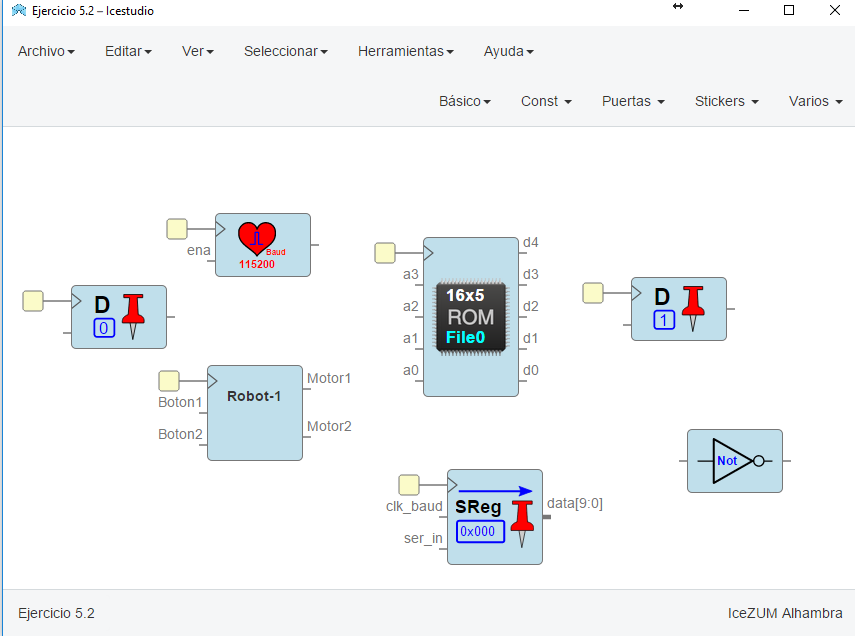 Ejercicio 5.2 – Icestudio
Archivo Editar Ver Seleccionar Herramientas Ayuda
Básico Const Puertas Stickers Varios
ena
Baud
115200
D
0
Boton1
Boton2
Robot-1
Motor1
Motor2
a3
a2
a1
a0
16x5
ROM
File0
d4
d3
d2
d1
d0
D
1
Not
clk_baud
ser_in
SReg
0x000
data[9:0]
Ejercicio 5.2 IceZUM Alhambra